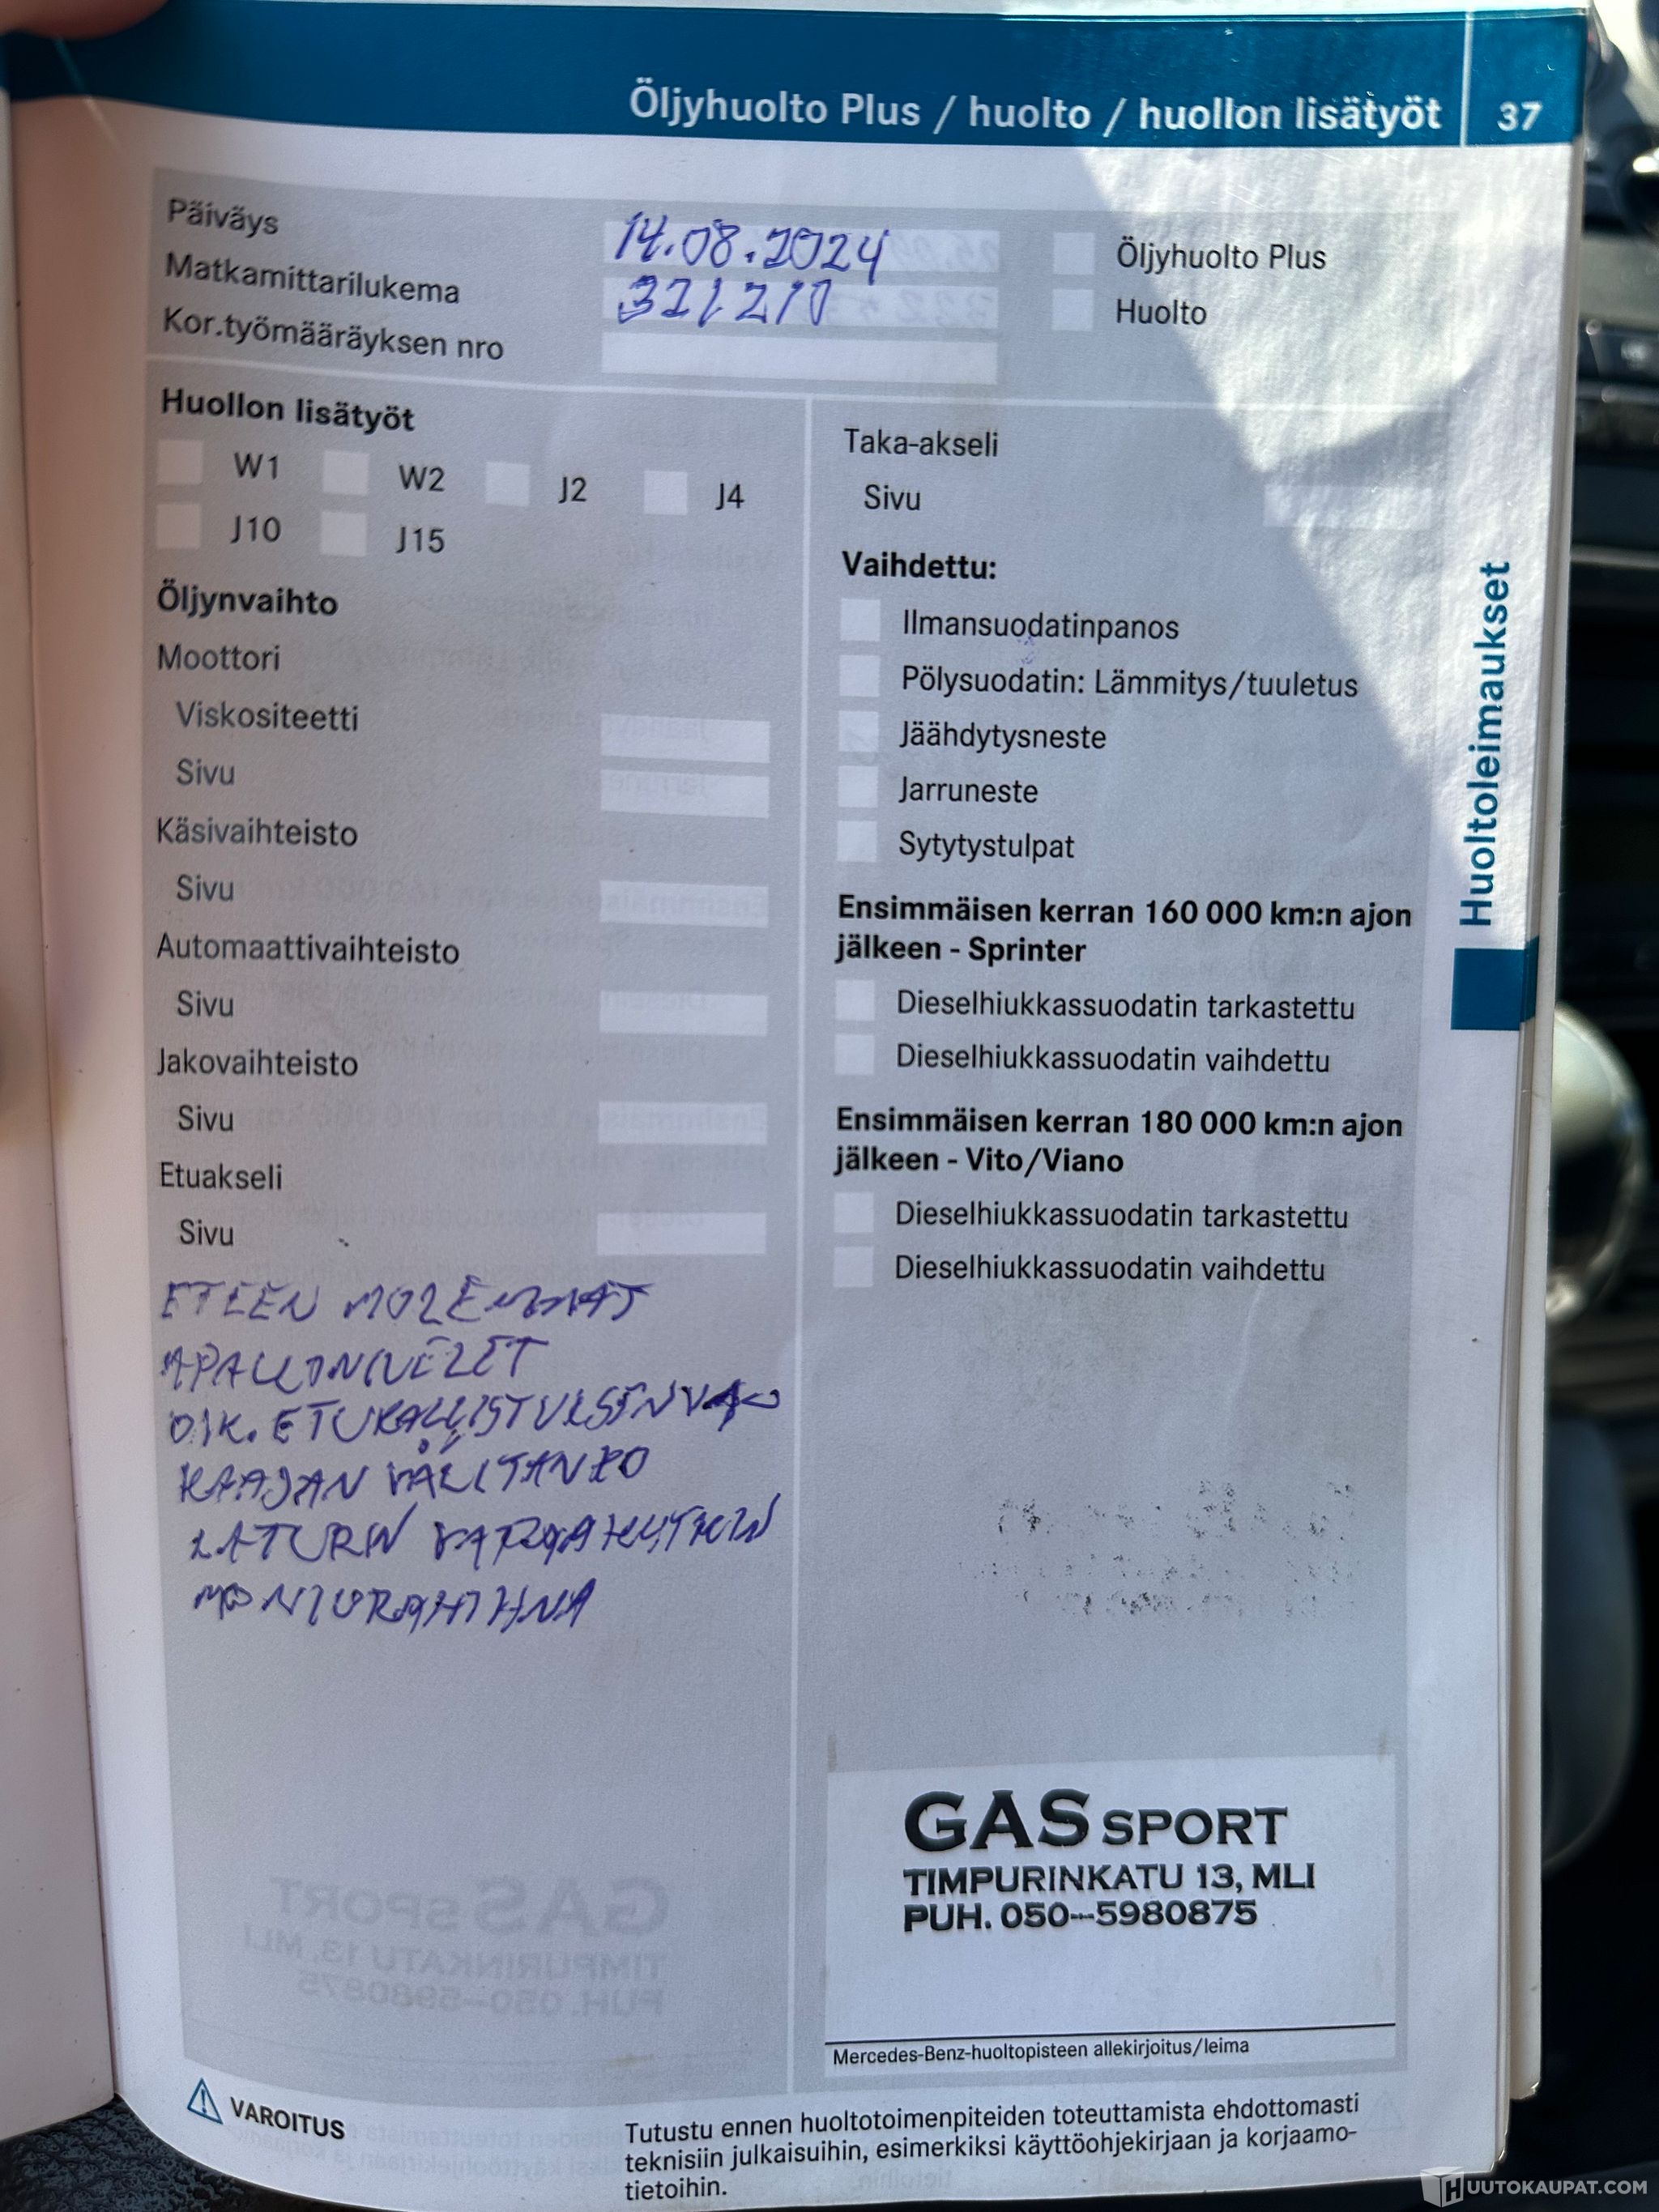 Öljyhuolto Plus / huolto / huollon lisätyöt 37
Päiväys 14.08.2024
Matkamittarilukema 321210
Kor.työmääräyksen nro
Öljyhuolto Plus
Huolto
Huollon lisätyöt
W1 W2 J2 J4
J10 J15
Öljynvaihto
Moottori
Viskositeetti
Sivu
Käsivaihteisto
Sivu
Automaattivaihteisto
Sivu
Jakovaihteisto
Sivu
Etuakseli
Sivu
ETEEN MOLEMMAT
APALLONIVELET
OIK. ETUKALLISTUKSENVA
KAAJAN VÄLITANKO
LATURIN VAPAAKYTKIN
Taka-akseli
Sivu
Vaihdettu:
Ilmansuodatinpanos
Pölysuodatin: Lämmitys/tuuletus
Jäähdytysneste
Jarruneste
Sytytystulpat
Ensimmäisen kerran 160 000 km:n ajon
jälkeen - Sprinter
Dieselhiukkassuodatin tarkastettu
Dieselhiukkassuodatin vaihdettu
Ensimmäisen kerran 180 000 km:n ajon
jälkeen - Vito/Viano
Dieselhiukkassuodatin tarkastettu
Dieselhiukkassuodatin vaihdettu
GAS SPORT
TIMPURINKATU 13, MLI
PUH. 050--5980875
Mercedes-Benz-huoltopisteen allekirjoitus/leima
Huoltoleimaukset
VAROITUS
Tutustu ennen huoltotoimenpiteiden toteuttamista ehdottomasti
teknisiin julkaisuihin, esimerkiksi käyttöohjekirjaan ja korjaamo-
tietoihin.
HUUTOKAUPAT.COM